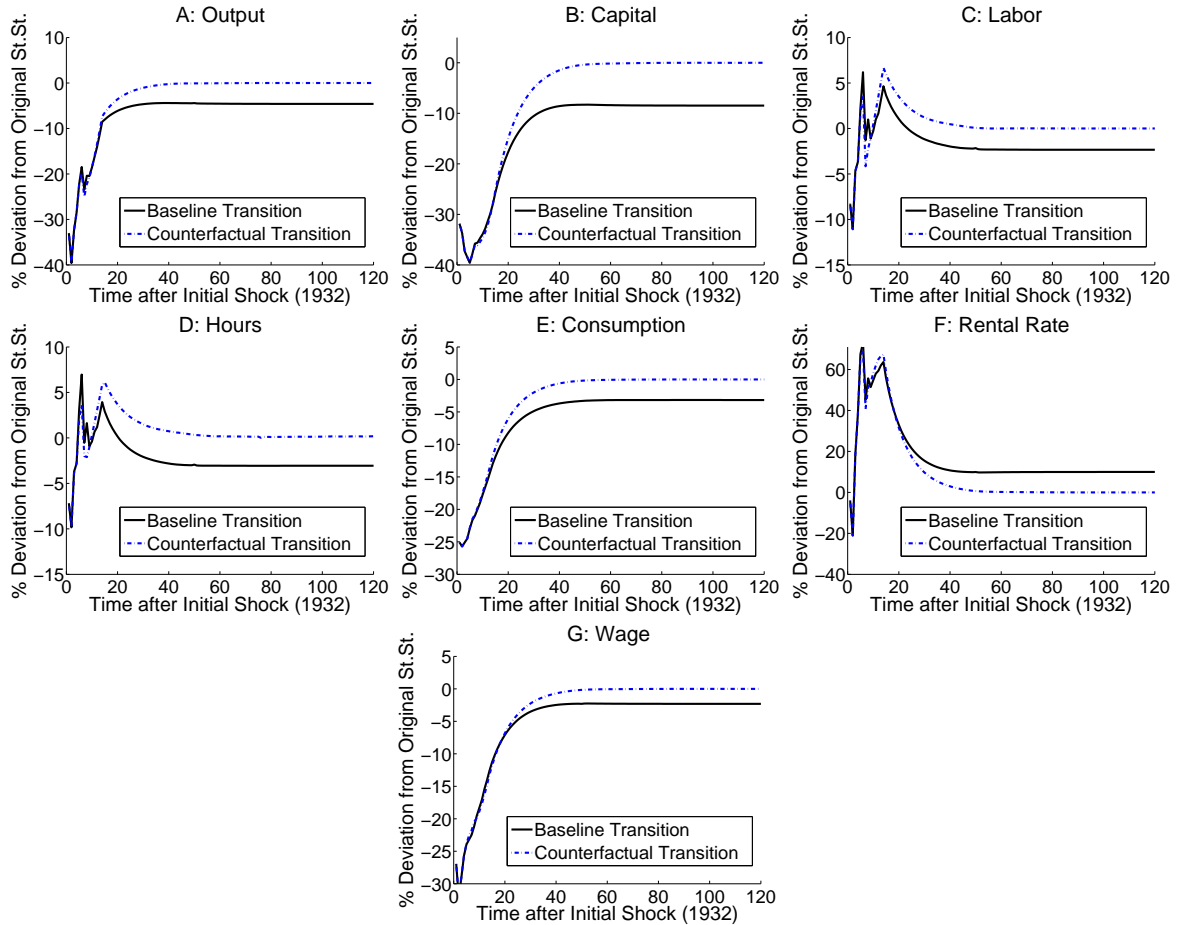 A: Output
% Deviation from Original St.St.
10
0
−10
−20
−30
−40
Baseline Transition
Counterfactual Transition
0 20 40 60 80 100 120
Time after Initial Shock (1932)
B: Capital
% Deviation from Original St.St.
0
−10
−20
−30
−40
Baseline Transition
Counterfactual Transition
0 20 40 60 80 100 120
Time after Initial Shock (1932)
C: Labor
% Deviation from Original St.St.
10
5
0
−5
−10
−15
Baseline Transition
Counterfactual Transition
0 20 40 60 80 100 120
Time after Initial Shock (1932)
D: Hours
% Deviation from Original St.St.
10
5
0
−5
−10
−15
Baseline Transition
Counterfactual Transition
0 20 40 60 80 100 120
Time after Initial Shock (1932)
E: Consumption
% Deviation from Original St.St.
5
0
−5
−10
−15
−20
−25
−30
Baseline Transition
Counterfactual Transition
0 20 40 60 80 100 120
Time after Initial Shock (1932)
F: Rental Rate
% Deviation from Original St.St.
60
40
20
0
−20
−40
Baseline Transition
Counterfactual Transition
0 20 40 60 80 100 120
Time after Initial Shock (1932)
G: Wage
% Deviation from Original St.St.
5
0
−5
−10
−15
−20
−25
−30
Baseline Transition
Counterfactual Transition
0 20 40 60 80 100 120
Time after Initial Shock (1932)